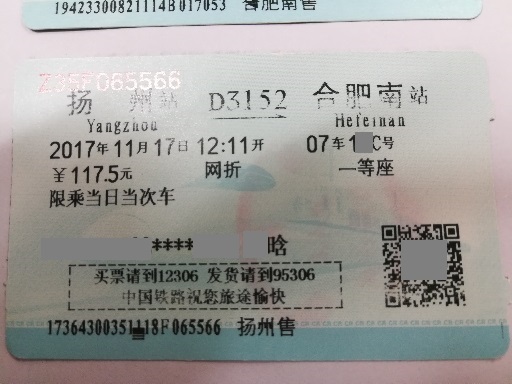 19423300821114B017053 合肥南售
Z35F065566
扬 州站 D3152 合肥南站
Yangzhou Hefeinan
2017年11月17日12:11开 07车1 C号
¥117.5元 网折 一等座
限乘当日当次车
**** 晗
买票请到12306 发货请到95306
中国铁路祝您旅途愉快
17364300351118F065566 扬州售